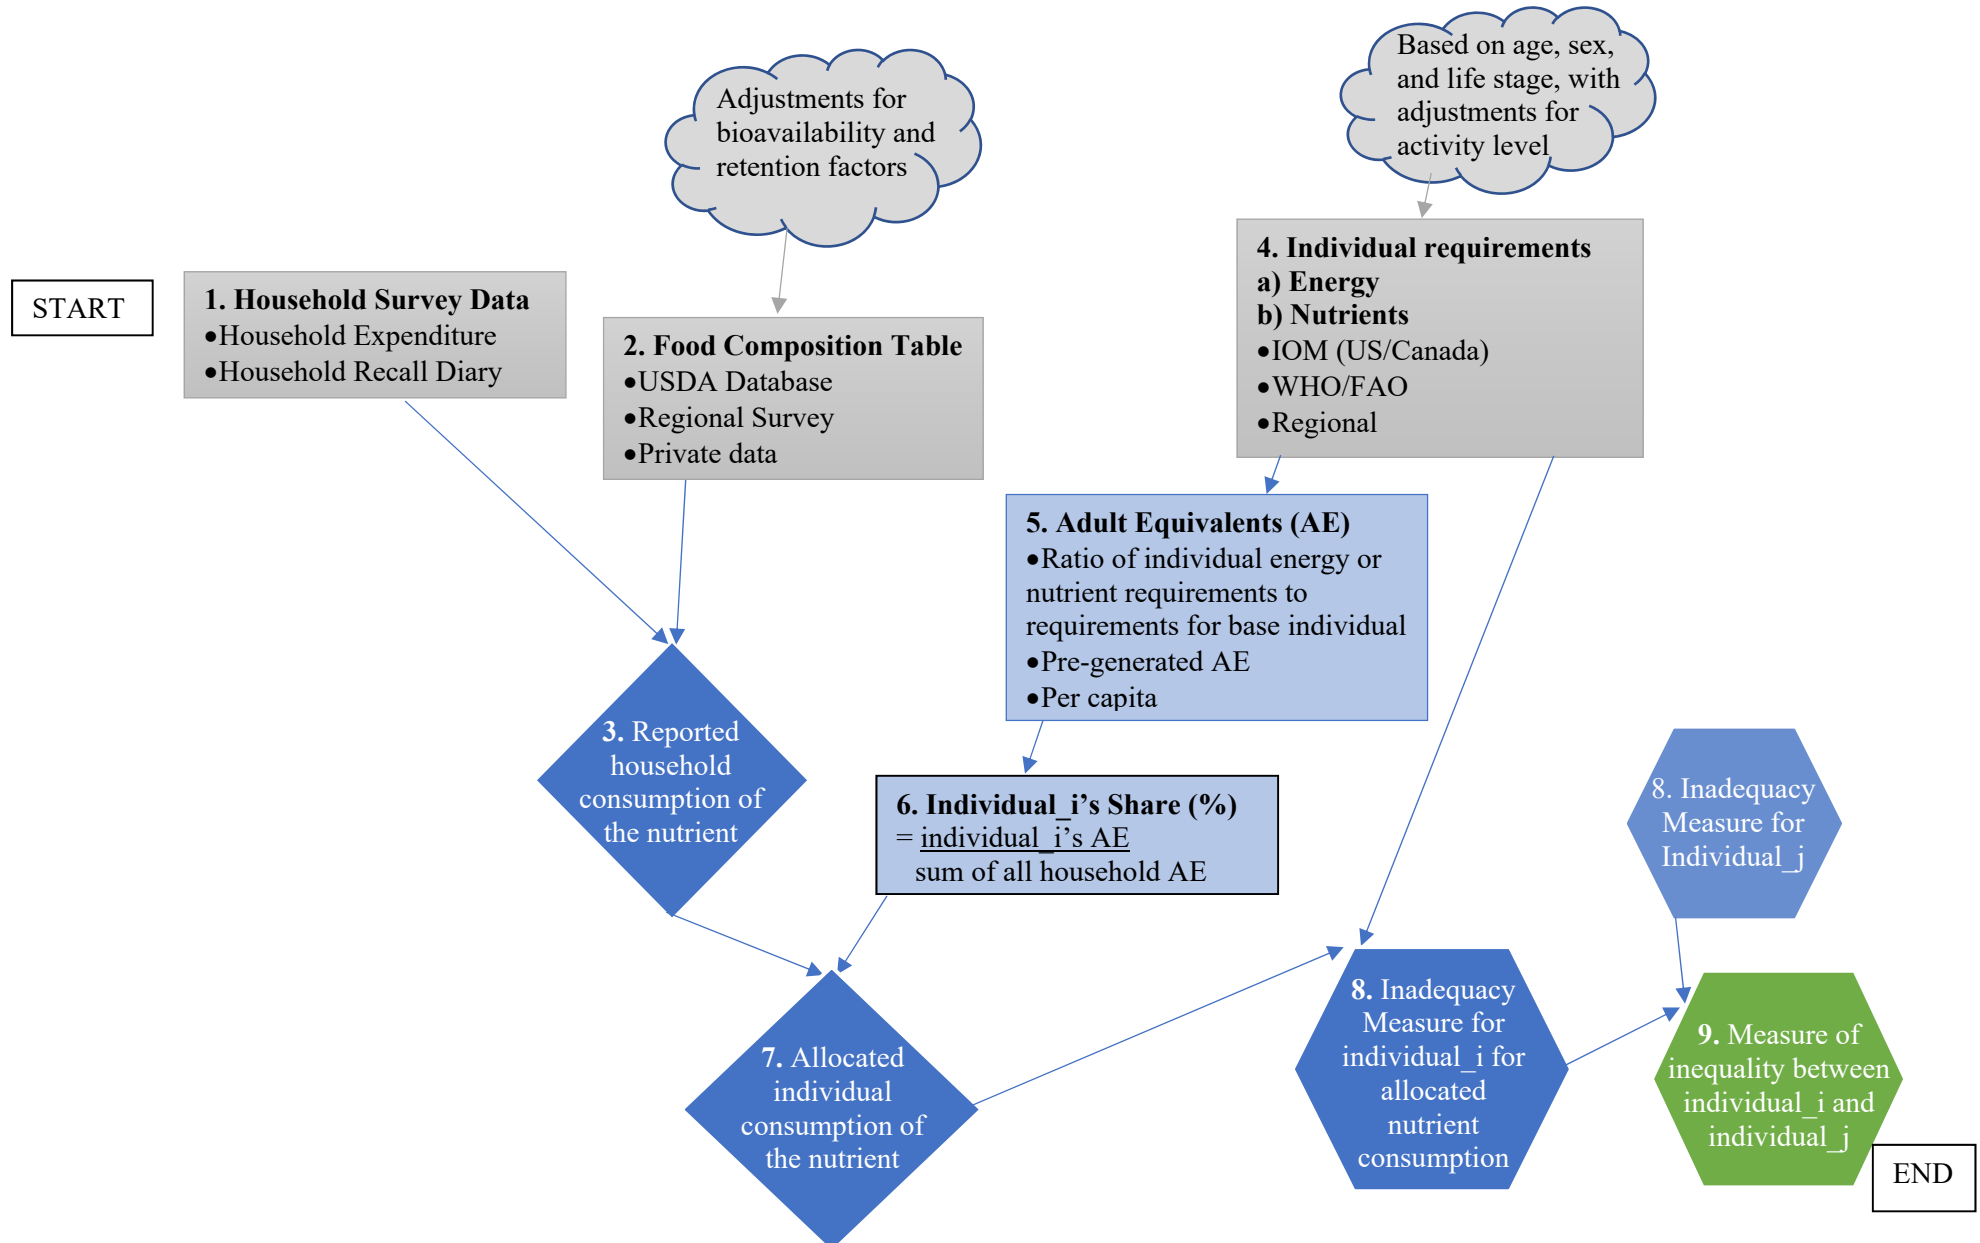 START
1. Household Survey Data
•Household Expenditure
•Household Recall Diary
Adjustments for
bioavailability and
retention factors
2. Food Composition Table
•USDA Database
•Regional Survey
•Private data
3. Reported
household
consumption of
the nutrient
Based on age, sex,
and life stage, with
adjustments for
activity level
4. Individual requirements
a) Energy
b) Nutrients
•IOM (US/Canada)
•WHO/FAO
•Regional
5. Adult Equivalents (AE)
•Ratio of individual energy or
nutrient requirements to
requirements for base individual
•Pre-generated AE
•Per capita
6. Individual_i’s Share (%)
= individual_i’s AE
sum of all household AE
7. Allocated
individual
consumption of
the nutrient
8. Inadequacy
Measure for
individual_i for
allocated
nutrient
consumption
8. Inadequacy
Measure for
Individual_j
9. Measure of
inequality between
individual_i and
individual_j
END